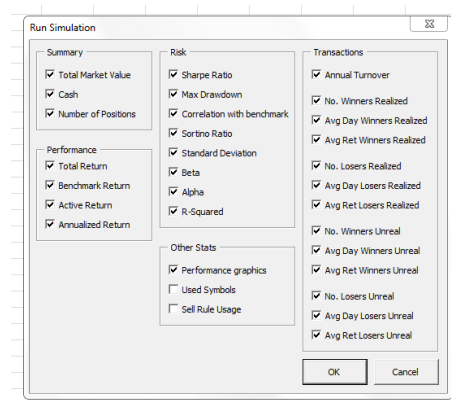 Run Simulation
Summary
Total Market Value
Cash
Number of Positions
Performance
Total Return
Benchmark Return
Active Return
Annualized Return
Risk
Sharpe Ratio
Max Drawdown
Correlation with benchmark
Sortino Ratio
Standard Deviation
Beta
Alpha
R-Squared
Other Stats
Performance graphics
Used Symbols
Sell Rule Usage
Transactions
Annual Turnover
No. Winners Realized
Avg Day Winners Realized
Avg Ret Winners Realized
No. Losers Realized
Avg Day Losers Realized
Avg Ret Losers Realized
No. Winners Unreal
Avg Day Winners Unreal
Avg Ret Winners Unreal
No. Losers Unreal
Avg Day Losers Unreal
Avg Ret Losers Unreal
OK
Cancel